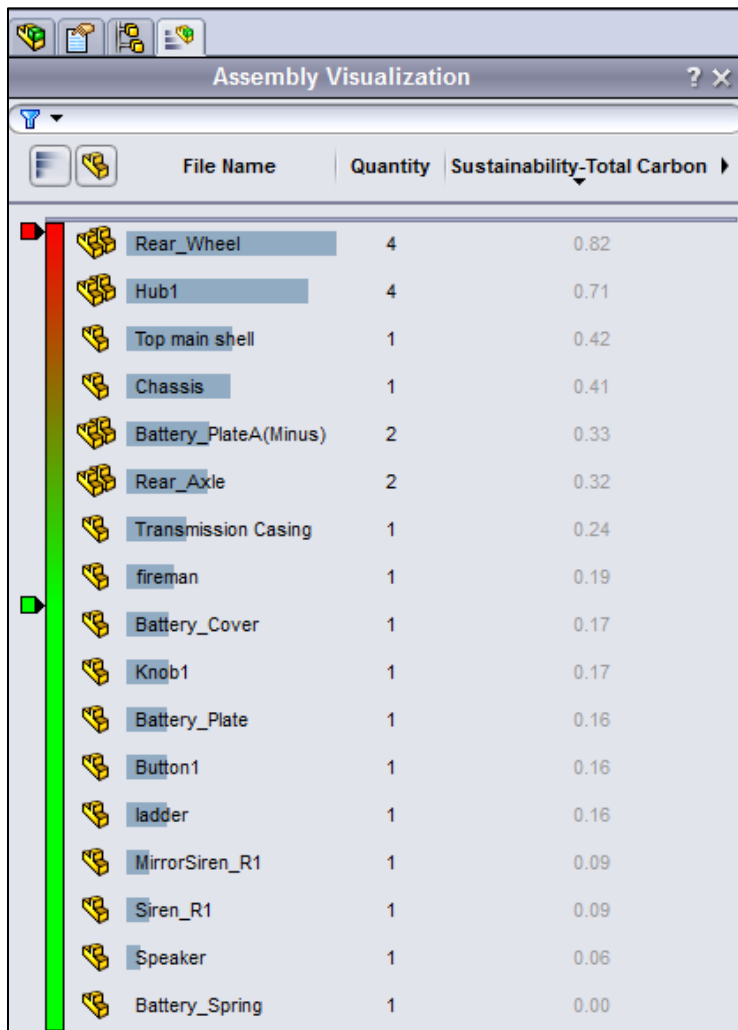 Assembly Visualization ? ×
File Name Quantity Sustainability-Total Carbon
Rear_Wheel 4 0.82
Hub1 4 0.71
Top main shell 1 0.42
Chassis 1 0.41
Battery_PlateA(Minus) 2 0.33
Rear_Axle 2 0.32
Transmission Casing 1 0.24
fireman 1 0.19
Battery_Cover 1 0.17
Knob1 1 0.17
Battery_Plate 1 0.16
Button1 1 0.16
ladder 1 0.16
MirrorSiren_R1 1 0.09
Siren_R1 1 0.09
Speaker 1 0.06
Battery_Spring 1 0.00